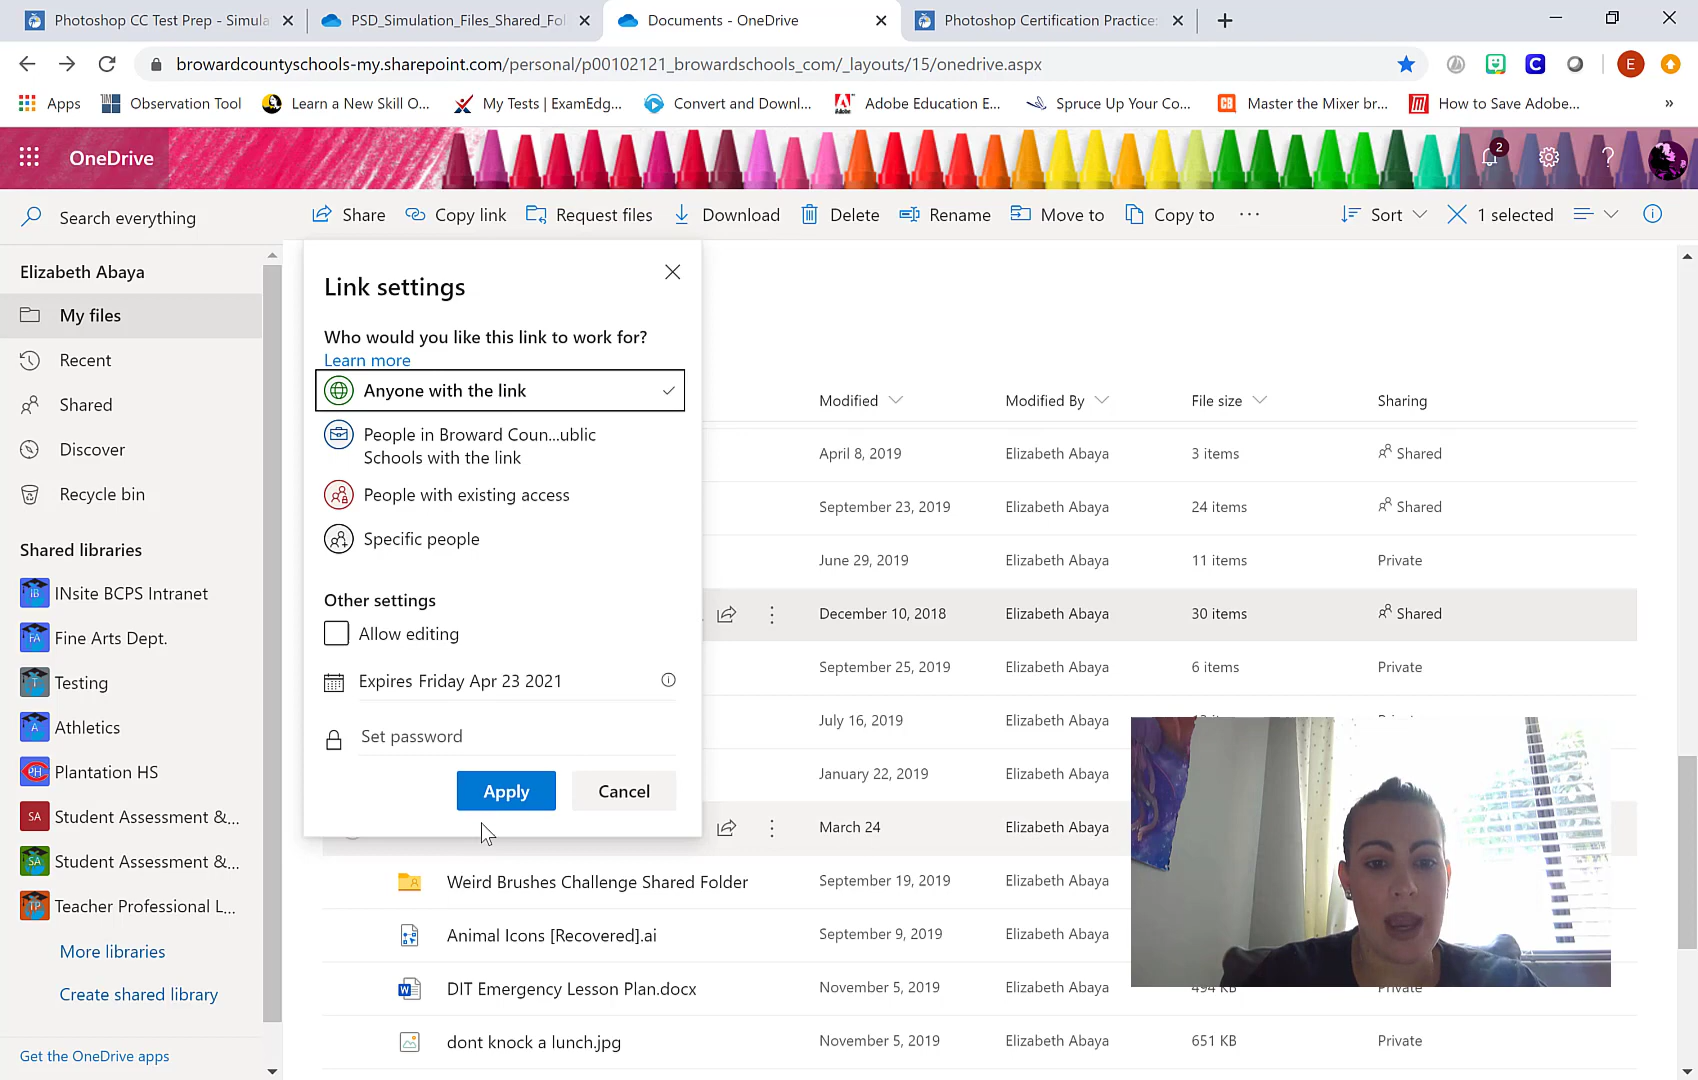 Photoshop CC Test Prep - Simula
PSD_Simulation_Files_Shared_Fo
Documents - OneDrive
Photoshop Certification Practice:
browardcountyschools-my.sharepoint.com/personal/p00102121_browardschools_com/_layouts/15/onedrive.aspx
E
Apps
Observation Tool
Learn a New Skill O...
My Tests | ExamEdg...
Convert and Downl...
Adobe Education E...
Spruce Up Your Co...
CB
Master the Mixer br...
How to Save Adobe...
OneDrive
2
Search everything
Share
Copy link
Request files
Download
Delete
Rename
Move to
Copy to
Sort
1 selected
Elizabeth Abaya
My files
Recent
Shared
Discover
Recycle bin
Shared libraries
IB INsite BCPS Intranet
FA Fine Arts Dept.
T Testing
A Athletics
PH Plantation HS
SA Student Assessment &...
SA Student Assessment &...
TP Teacher Professional L...
More libraries
Create shared library
Get the OneDrive apps
Link settings
Who would you like this link to work for?
Learn more
Anyone with the link
People in Broward Coun...ublic
Schools with the link
People with existing access
Specific people
Other settings
Allow editing
Expires Friday Apr 23 2021
Set password
Apply
Cancel
Modified
Modified By
File size
Sharing
April 8, 2019 Elizabeth Abaya 3 items Shared
September 23, 2019 Elizabeth Abaya 24 items Shared
June 29, 2019 Elizabeth Abaya 11 items Private
December 10, 2018 Elizabeth Abaya 30 items Shared
September 25, 2019 Elizabeth Abaya 6 items Private
July 16, 2019 Elizabeth Abaya
January 22, 2019 Elizabeth Abaya
March 24 Elizabeth Abaya
Weird Brushes Challenge Shared Folder September 19, 2019 Elizabeth Abaya
Animal Icons [Recovered].ai September 9, 2019 Elizabeth Abaya
DIT Emergency Lesson Plan.docx November 5, 2019 Elizabeth Abaya 494 KB Private
dont knock a lunch.jpg November 5, 2019 Elizabeth Abaya 651 KB Private